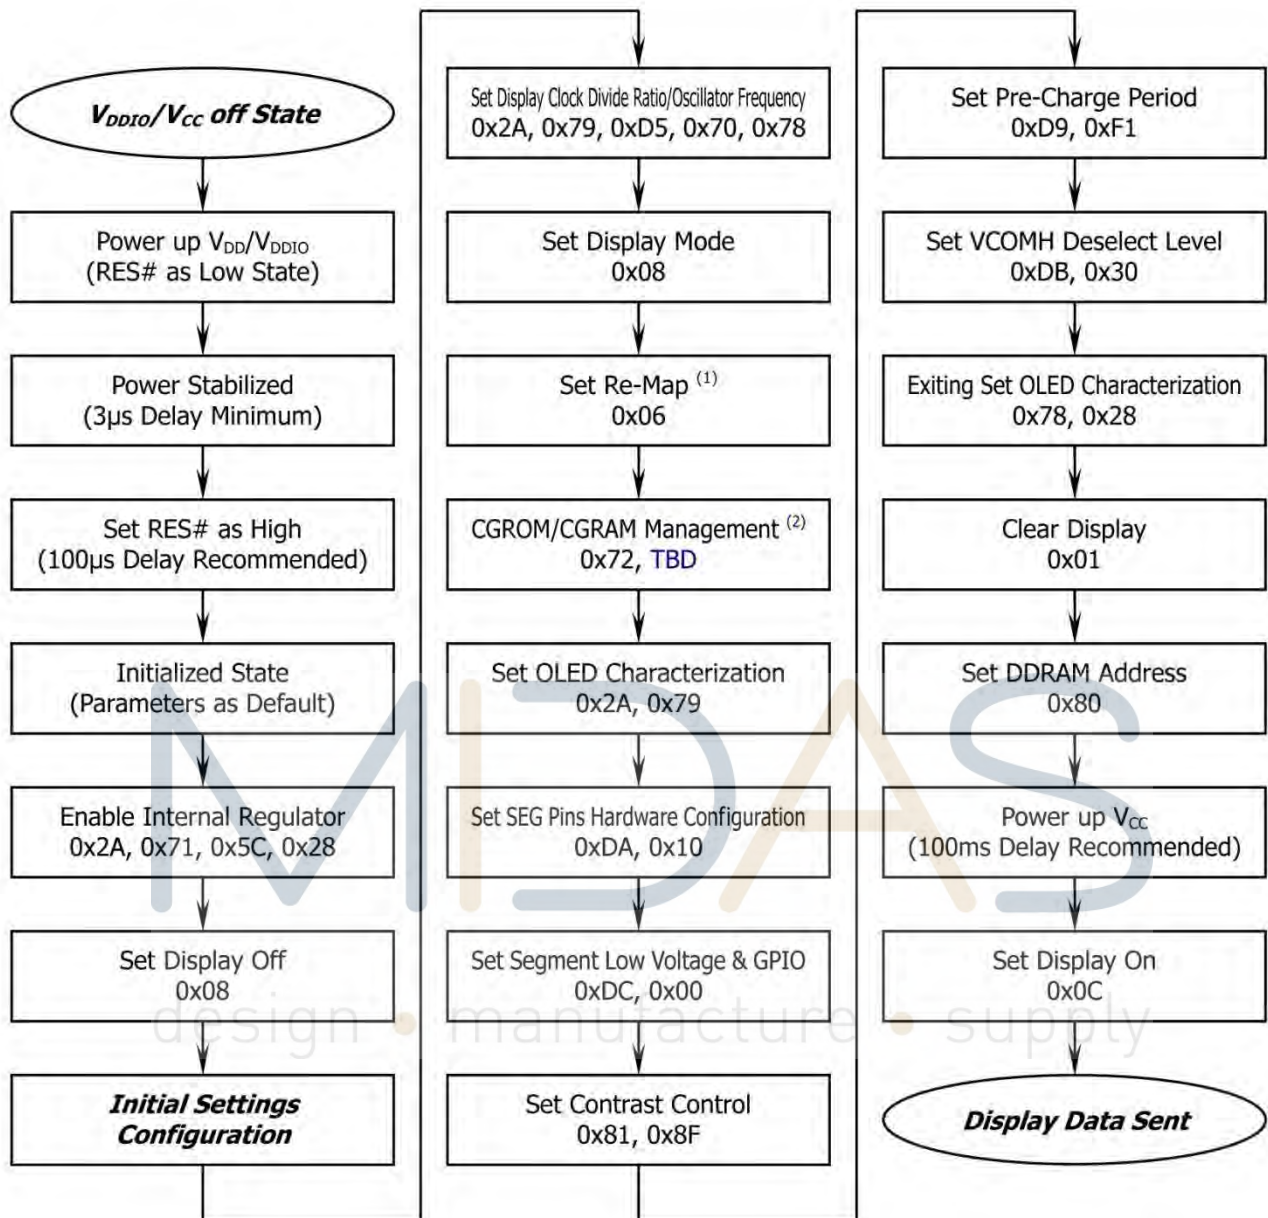 V_DDIO/V_CC off State
Power up V_DD/V_DDIO
(RES# as Low State)
Power Stabilized
(3µs Delay Minimum)
Set RES# as High
(100µs Delay Recommended)
Initialized State
(Parameters as Default)
Enable Internal Regulator
0x2A, 0x71, 0x5C, 0x28
Set Display Off
0x08
Initial Settings
Configuration
Set Display Clock Divide Ratio/Oscillator Frequency
0x2A, 0x79, 0xD5, 0x70, 0x78
Set Display Mode
0x08
Set Re-Map (1)
0x06
CGROM/CGRAM Management (2)
0x72, TBD
Set OLED Characterization
0x2A, 0x79
Set SEG Pins Hardware Configuration
0xDA, 0x10
Set Segment Low Voltage & GPIO
0xDC, 0x00
Set Contrast Control
0x81, 0x8F
Set Pre-Charge Period
0xD9, 0xF1
Set VCOMH Deselect Level
0xDB, 0x30
Exiting Set OLED Characterization
0x78, 0x28
Clear Display
0x01
Set DDRAM Address
0x80
Power up V_CC
(100ms Delay Recommended)
Set Display On
0x0C
Display Data Sent
MIDAS
design • manufacture • supply